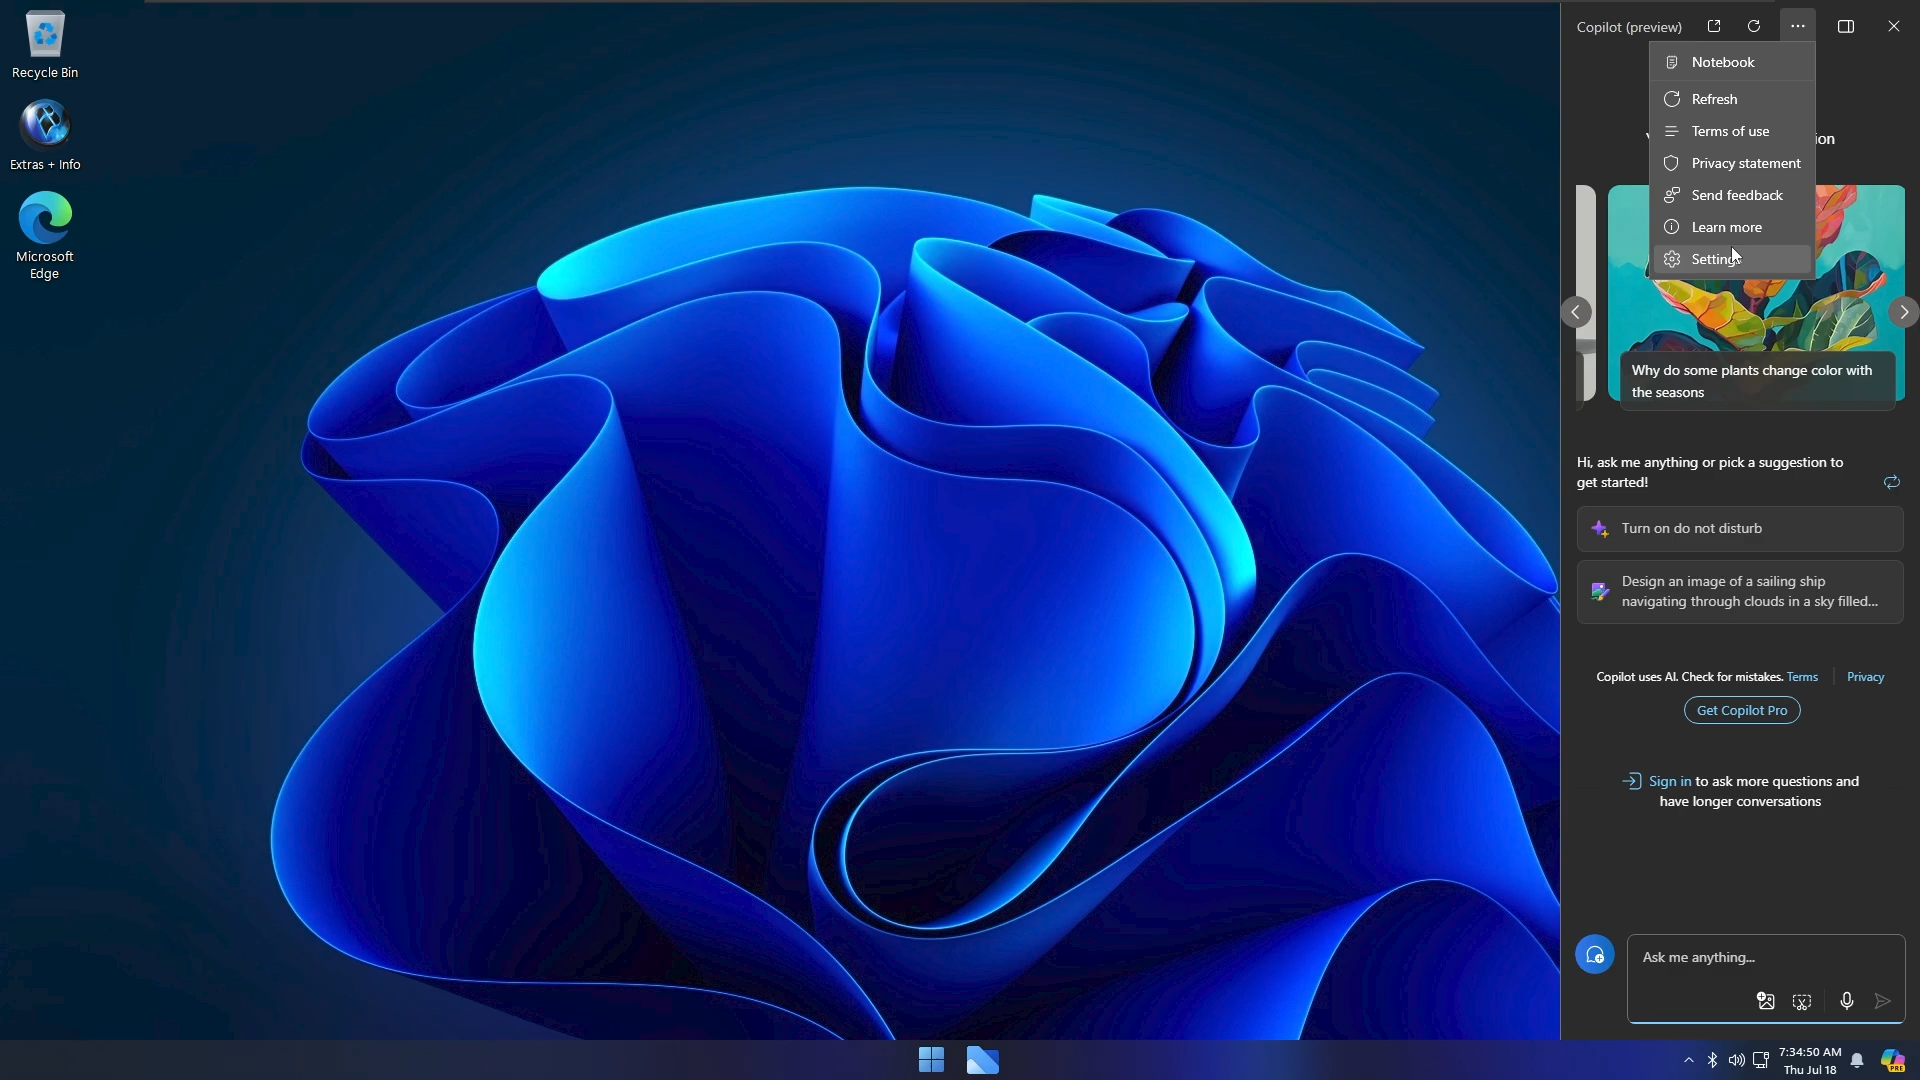 Recycle Bin
Extras + Info
Microsoft
Edge
Copilot (preview)
Notebook
Refresh
Terms of use
Privacy statement
Send feedback
Learn more
Settings
ion
Why do some plants change color with
the seasons
Hi, ask me anything or pick a suggestion to
get started!
Turn on do not disturb
Design an image of a sailing ship
navigating through clouds in a sky filled...
Copilot uses AI. Check for mistakes. Terms Privacy
Get Copilot Pro
Sign in to ask more questions and
have longer conversations
Ask me anything...
7:34:50 AM
Thu Jul 18
PRE